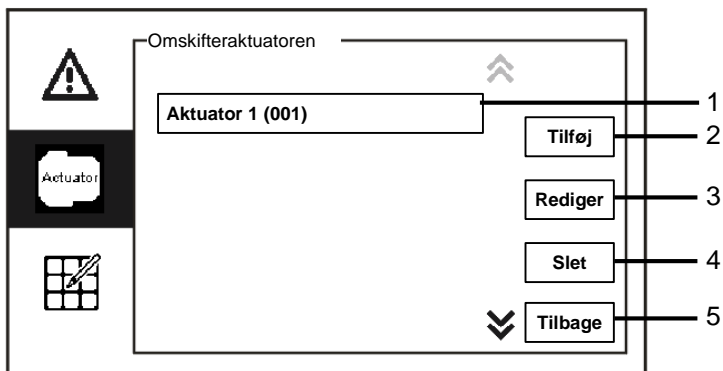 Omskifteraktuatoren
Aktuator 1 (001)
1
Tilføj
2
Actuator
Rediger
3
Slet
4
Tilbage
5